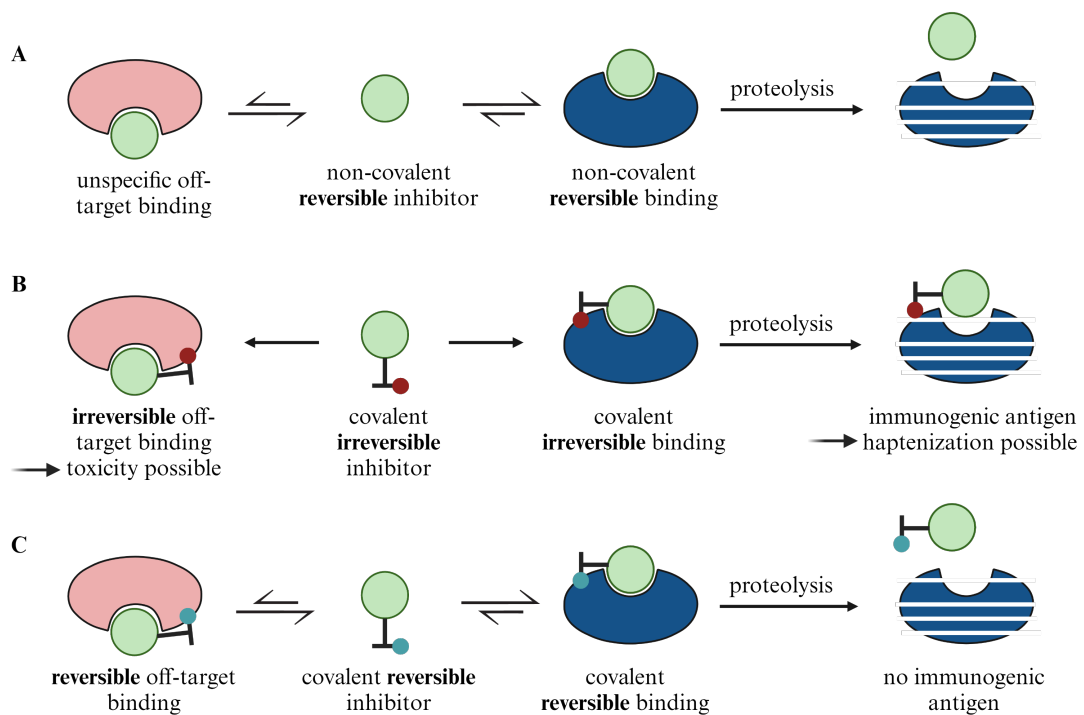 A
proteolysis
unspecific off-
target binding
non-covalent
reversible inhibitor
non-covalent
reversible binding
B
proteolysis
irreversible off-
target binding
toxicity possible
covalent
irreversible
inhibitor
covalent
irreversible binding
immunogenic antigen
haptenization possible
C
proteolysis
reversible off-target
binding
covalent reversible
inhibitor
covalent
reversible binding
no immunogenic
antigen